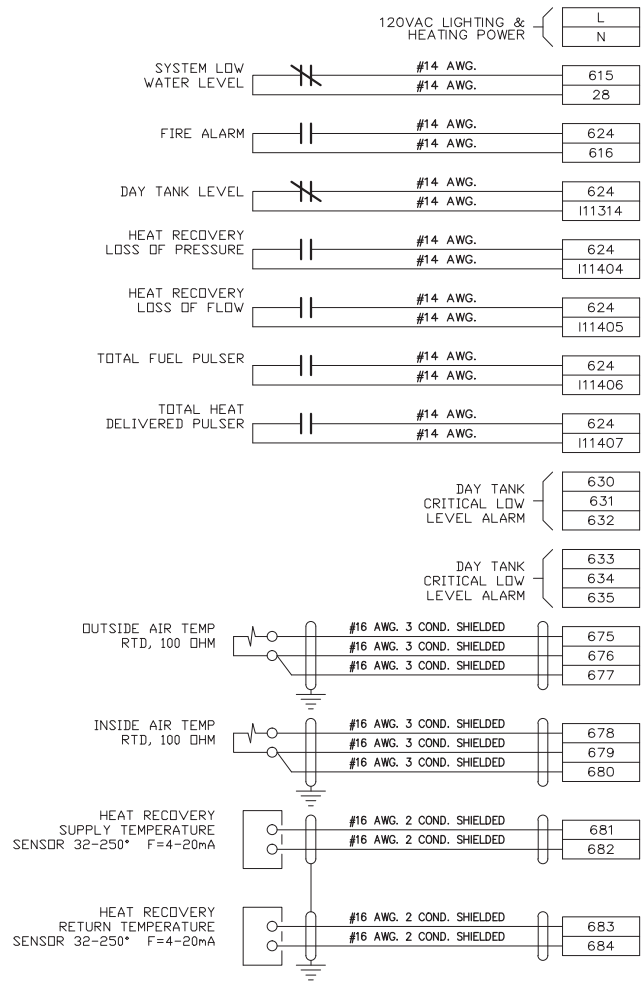 120VAC LIGHTING &
HEATING POWER
L
N
SYSTEM LOW
WATER LEVEL
#14 AWG.
#14 AWG.
615
28
FIRE ALARM
#14 AWG.
#14 AWG.
624
616
DAY TANK LEVEL
#14 AWG.
#14 AWG.
624
I11314
HEAT RECOVERY
LOSS OF PRESSURE
#14 AWG.
#14 AWG.
624
I11404
HEAT RECOVERY
LOSS OF FLOW
#14 AWG.
#14 AWG.
624
I11405
TOTAL FUEL PULSER
#14 AWG.
#14 AWG.
624
I11406
TOTAL HEAT
DELIVERED PULSER
#14 AWG.
#14 AWG.
624
I11407
DAY TANK
CRITICAL LOW
LEVEL ALARM
630
631
632
DAY TANK
CRITICAL LOW
LEVEL ALARM
633
634
635
OUTSIDE AIR TEMP
RTD, 100 OHM
#16 AWG. 3 COND. SHIELDED
#16 AWG. 3 COND. SHIELDED
#16 AWG. 3 COND. SHIELDED
675
676
677
INSIDE AIR TEMP
RTD, 100 OHM
#16 AWG. 3 COND. SHIELDED
#16 AWG. 3 COND. SHIELDED
#16 AWG. 3 COND. SHIELDED
678
679
680
HEAT RECOVERY
SUPPLY TEMPERATURE
SENSOR 32-250° F=4-20mA
#16 AWG. 2 COND. SHIELDED
#16 AWG. 2 COND. SHIELDED
681
682
HEAT RECOVERY
RETURN TEMPERATURE
SENSOR 32-250° F=4-20mA
#16 AWG. 2 COND. SHIELDED
#16 AWG. 2 COND. SHIELDED
683
684